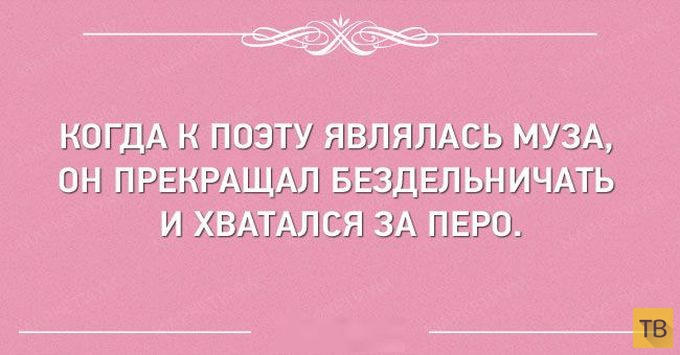 КОГДА К ПОЭТУ ЯВЛЯЛАСЬ МУЗА,
ОН ПРЕКРАЩАЛ БЕЗДЕЛЬНИЧАТЬ
И ХВАТАЛСЯ ЗА ПЕРО.
ТВ